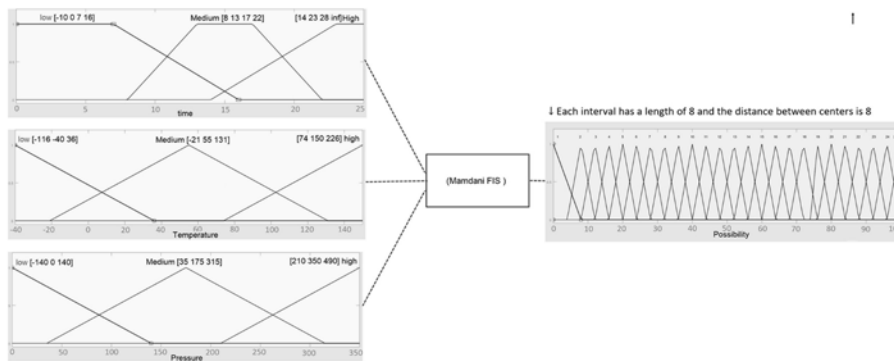 low [-10 0 7 16] Medium [8 13 17 22] [14 23 28 inf]High
0 5 10 15 20 25
time
low [-116 -40 36] Medium [-21 55 131] [74 150 226] high
-40 -20 0 20 40 60 80 100 120 140
Temperature
low [-140 0 140] Medium [35 175 315] [210 350 490] high
0 50 100 150 200 250 300 350
Pressure
(Mamdani FIS )
↓ Each interval has a length of 8 and the distance between centers is 8
0 10 20 30 40 50 60 70 80 90
Possibility